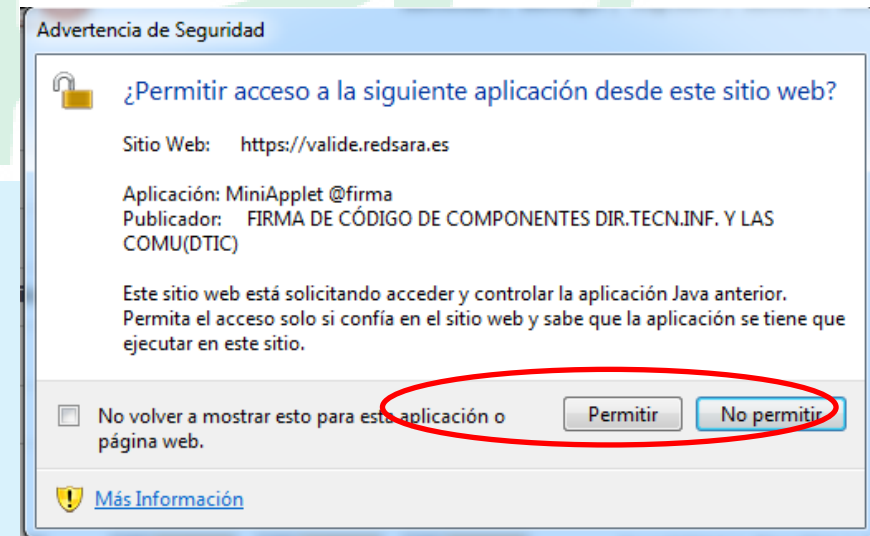 Advertencia de Seguridad
¿Permitir acceso a la siguiente aplicación desde este sitio web?
Sitio Web: https://valide.redsara.es
Aplicación: MiniApplet @firma
Publicador: FIRMA DE CÓDIGO DE COMPONENTES DIR.TECN.INF. Y LAS
COMU(DTIC)
Este sitio web está solicitando acceder y controlar la aplicación Java anterior.
Permita el acceso solo si confía en el sitio web y sabe que la aplicación se tiene que
ejecutar en este sitio.
No volver a mostrar esto para esta aplicación o
página web.
Permitir
No permitir
Más Información